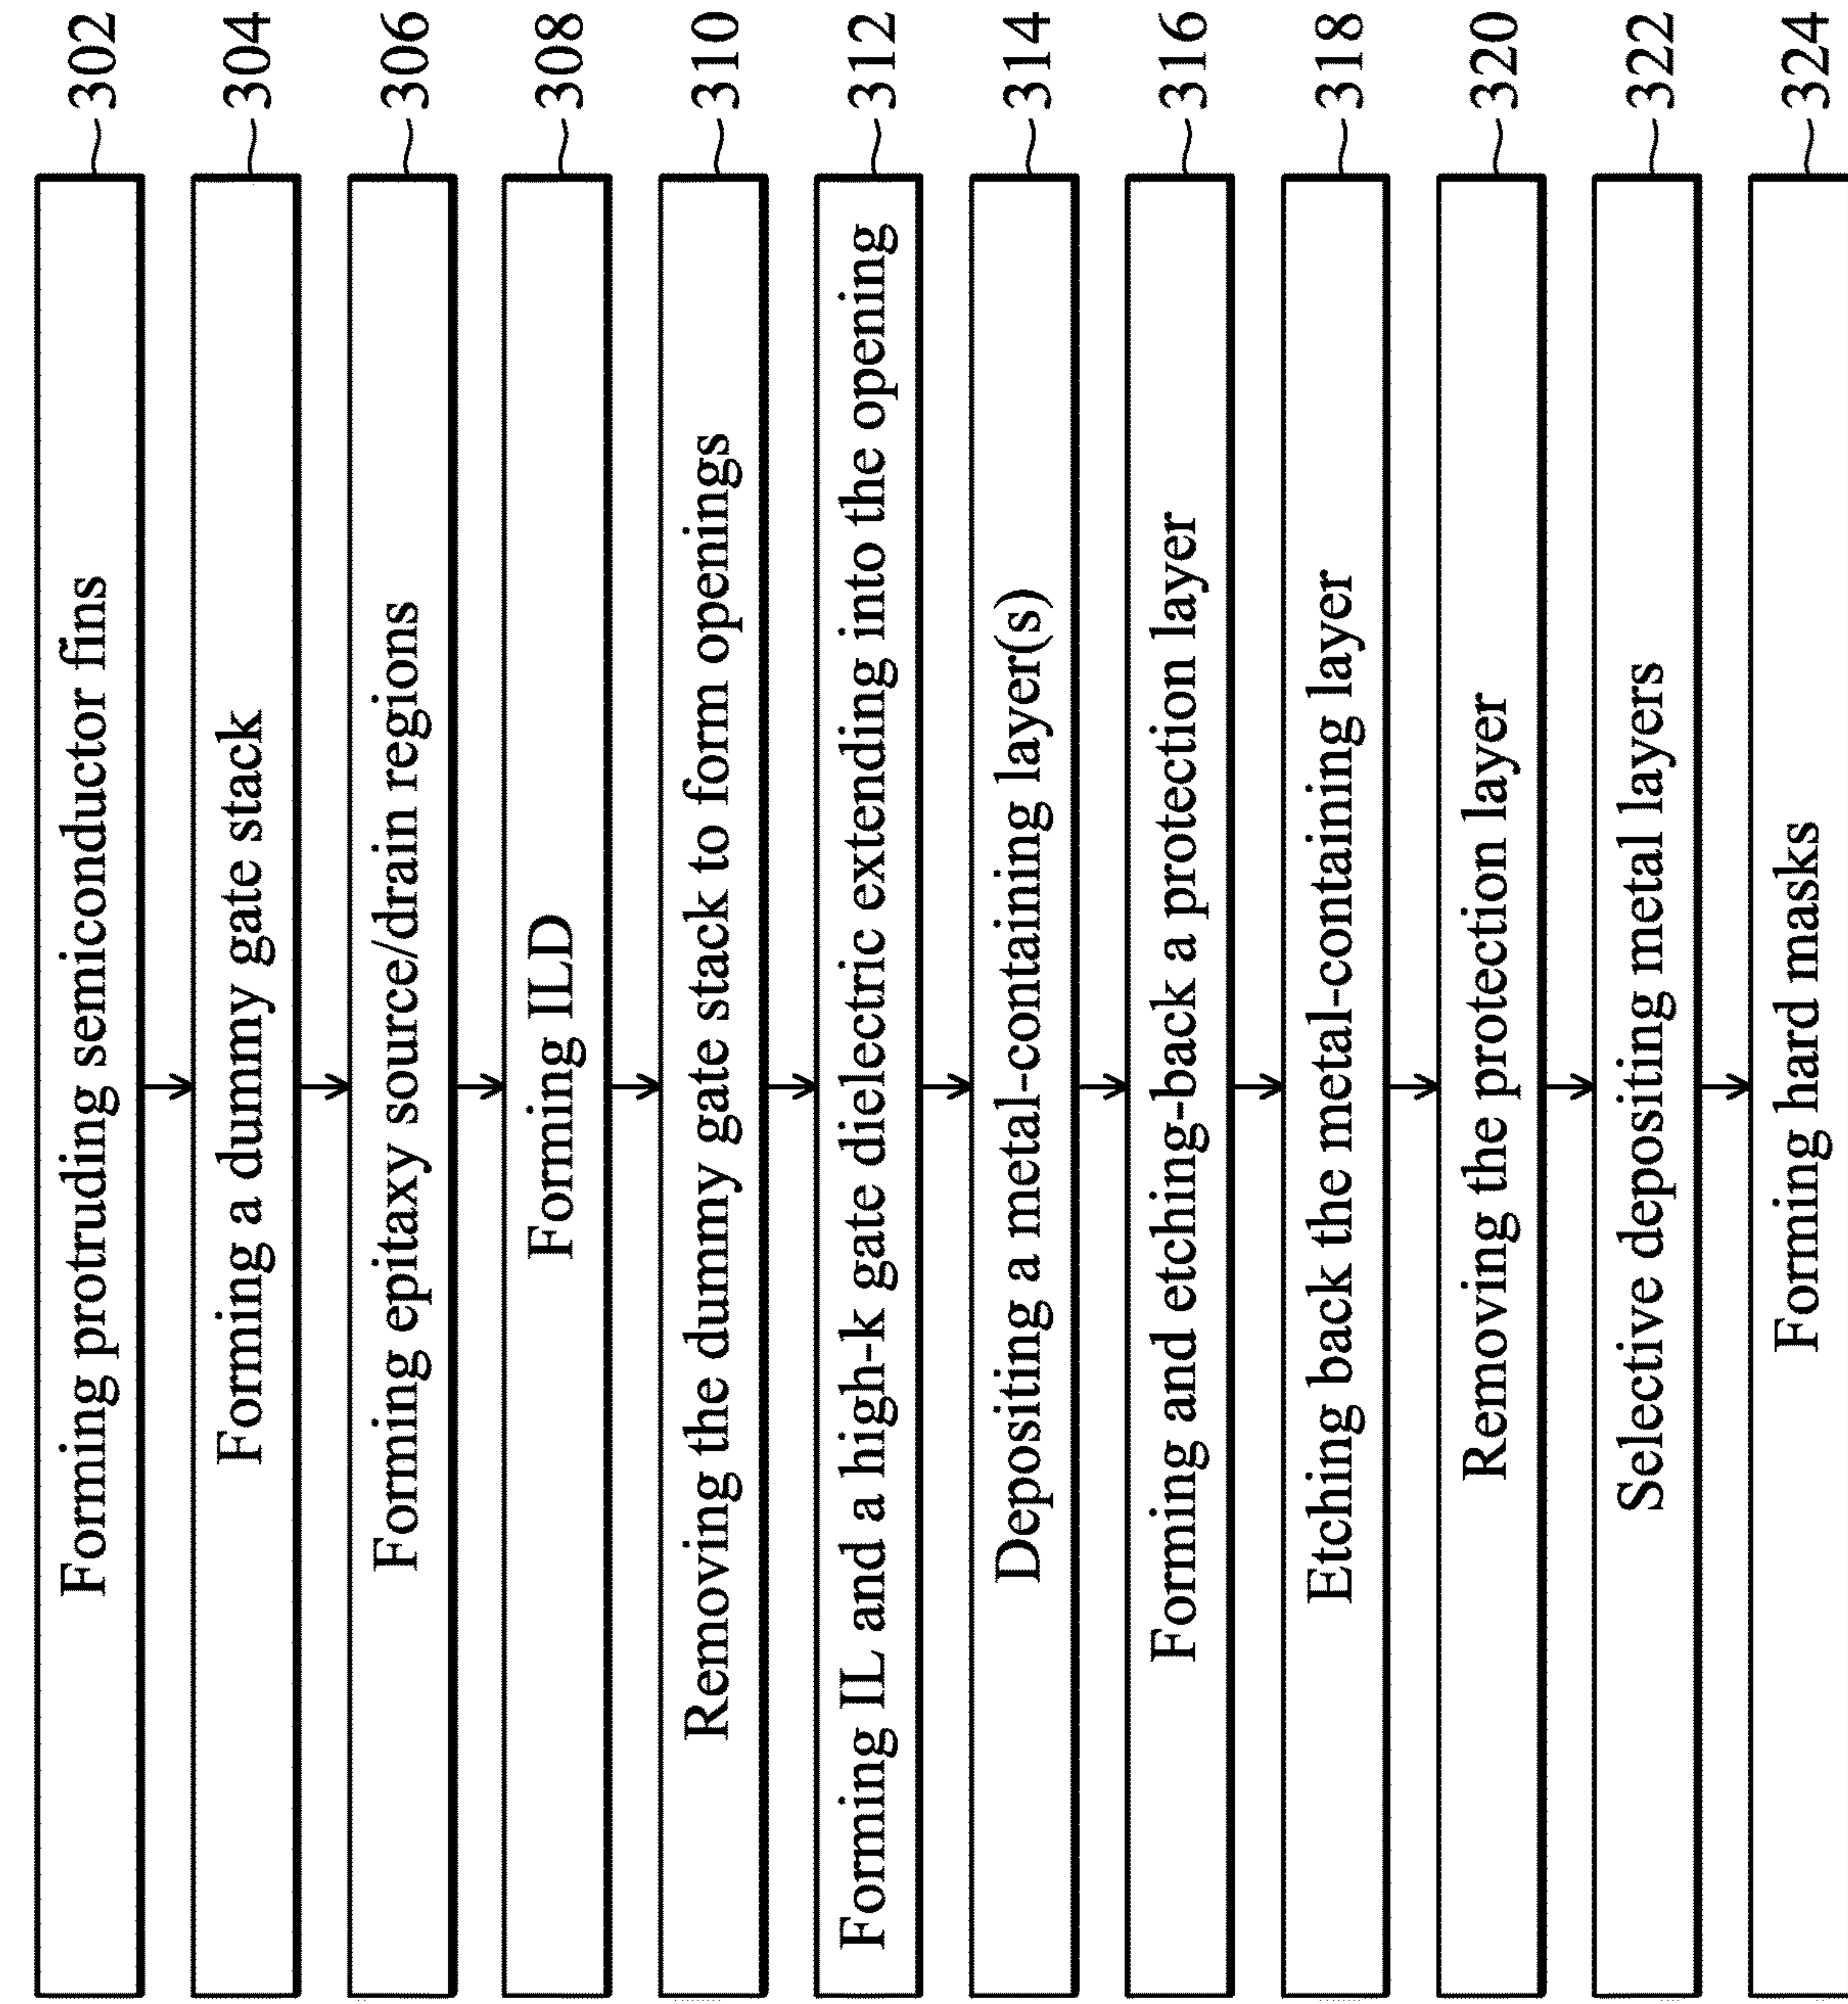 Forming protruding semiconductor fins 302
Forming a dummy gate stack 304
Forming epitaxy source/drain regions 306
Forming ILD 308
Removing the dummy gate stack to form openings 310
Forming IL and a high-k gate dielectric extending into the opening 312
Depositing a metal-containing layer(s) 314
Forming and etching-back a protection layer 316
Etching back the metal-containing layer 318
Removing the protection layer 320
Selective depositing metal layers 322
Forming hard masks 324